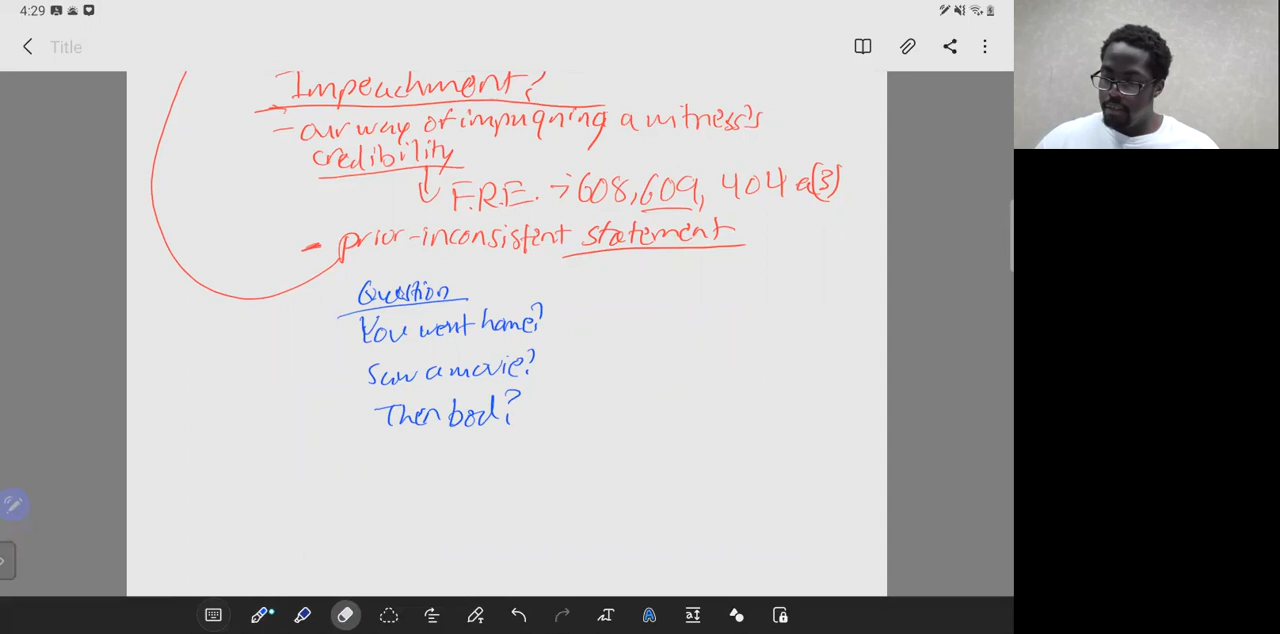 4:29
Title
Impeachment?
- our way of impugning a witness's
credibility
F.R.E. → 608, 609, 404 a(3)
- prior-inconsistent statement
Question
You went home?
Saw a movie?
Then bed?